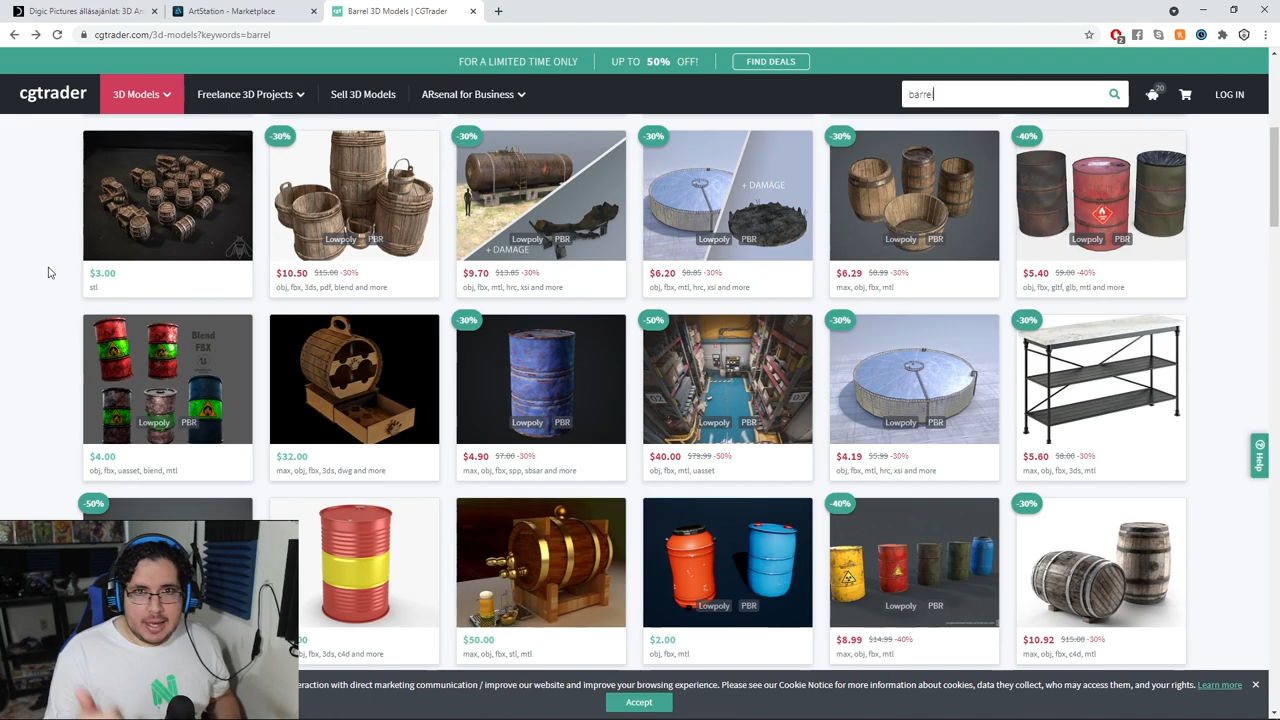 Digic Pictures állásajánlat: 3D An
ArtStation - Marketplace
Barrel 3D Models | CGTrader
cgtrader.com/3d-models?keywords=barrel
FOR A LIMITED TIME ONLY UP TO 50% OFF! FIND DEALS
cgtrader 3D Models Freelance 3D Projects Sell 3D Models ARsenal for Business barrel 20 LOG IN
-30% -30% -30% -30% -40%
+ DAMAGE
+ DAMAGE
Lowpoly PBR Lowpoly PBR Lowpoly PBR Lowpoly PBR Lowpoly PBR
$3.00 $10.50 $15.00 -30% $9.70 $13.85 -30% $6.20 $8.85 -30% $6.29 $8.99 -30% $5.40 $9.00 -40%
stl obj, fbx, 3ds, pdf, blend and more obj, fbx, mtl, hrc, xsi and more obj, fbx, mtl, hrc, xsi and more max, obj, fbx, mtl obj, fbx, gltf, glb, mtl and more
-30% -50% -30% -30%
Blend
FBX
Lowpoly PBR Lowpoly PBR Lowpoly PBR Lowpoly PBR
$4.00 $32.00 $4.90 $7.00 -30% $40.00 $79.99 -50% $4.19 $5.99 -30% $5.60 $8.00 -30%
obj, fbx, uasset, blend, mtl max, obj, fbx, 3ds, dwg and more max, obj, fbx, spp, sbsar and more obj, fbx, mtl, uasset obj, fbx, mtl, hrc, xsi and more max, obj, fbx, 3ds, mtl
Help
-50% -40% -30%
Lowpoly PBR Lowpoly PBR
.00 $50.00 $2.00 $8.99 $14.99 -40% $10.92 $15.60 -30%
obj, fbx, 3ds, c4d and more max, obj, fbx, stl, mtl obj, fbx, mtl max, obj, fbx, mtl max, obj, fbx, c4d, mtl
eraction with direct marketing communication / improve our website and improve your browsing experience. Please see our Cookie Notice for more information about cookies, data they collect, who may access them, and your rights. Learn more
Accept